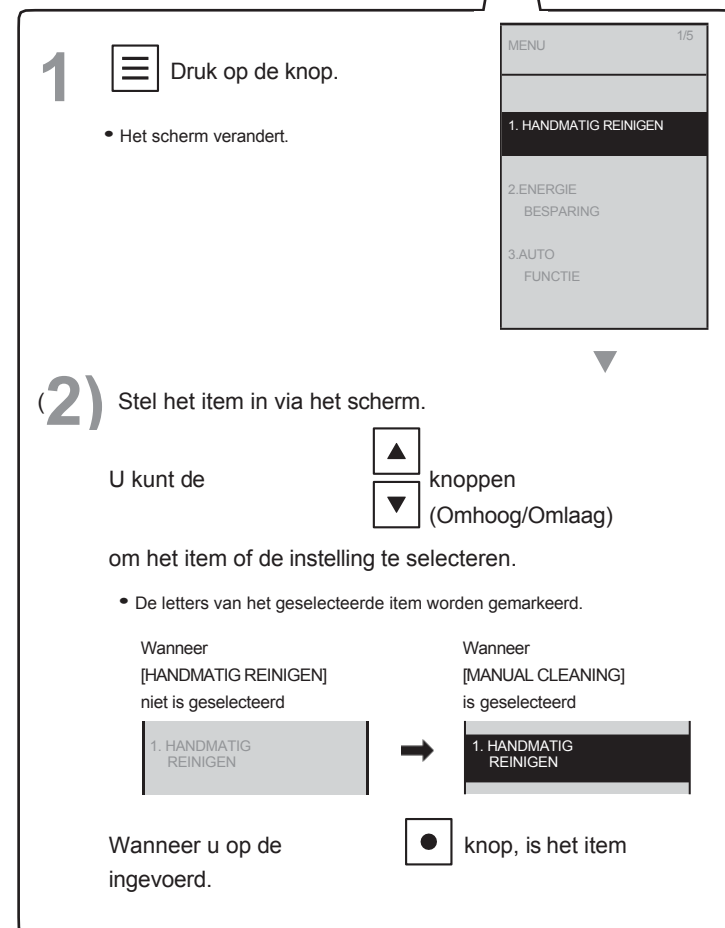 1 Druk op de knop.
• Het scherm verandert.
MENU 1/5
1. HANDMATIG REINIGEN
2.ENERGIE
BESPARING
3.AUTO
FUNCTIE
(2) Stel het item in via het scherm.
U kunt de knoppen
(Omhoog/Omlaag)
om het item of de instelling te selecteren.
• De letters van het geselecteerde item worden gemarkeerd.
Wanneer
[HANDMATIG REINIGEN]
niet is geselecteerd
1. HANDMATIG
REINIGEN
Wanneer
[MANUAL CLEANING]
is geselecteerd
1. HANDMATIG
REINIGEN
Wanneer u op de knop, is het item
ingevoerd.